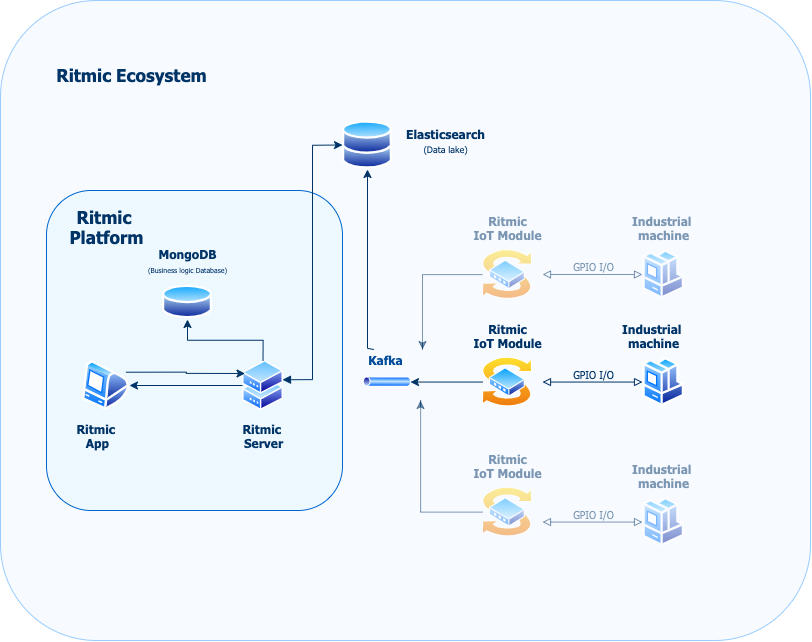 Ritmic Ecosystem
Elasticsearch
(Data lake)
Ritmic
Platform
MongoDB
(Business logic Database)
Ritmic
App
Ritmic
Server
Kafka
Ritmic
IoT Module
GPIO I/O
Industrial
machine
Ritmic
IoT Module
GPIO I/O
Industrial
machine
Ritmic
IoT Module
GPIO I/O
Industrial
machine